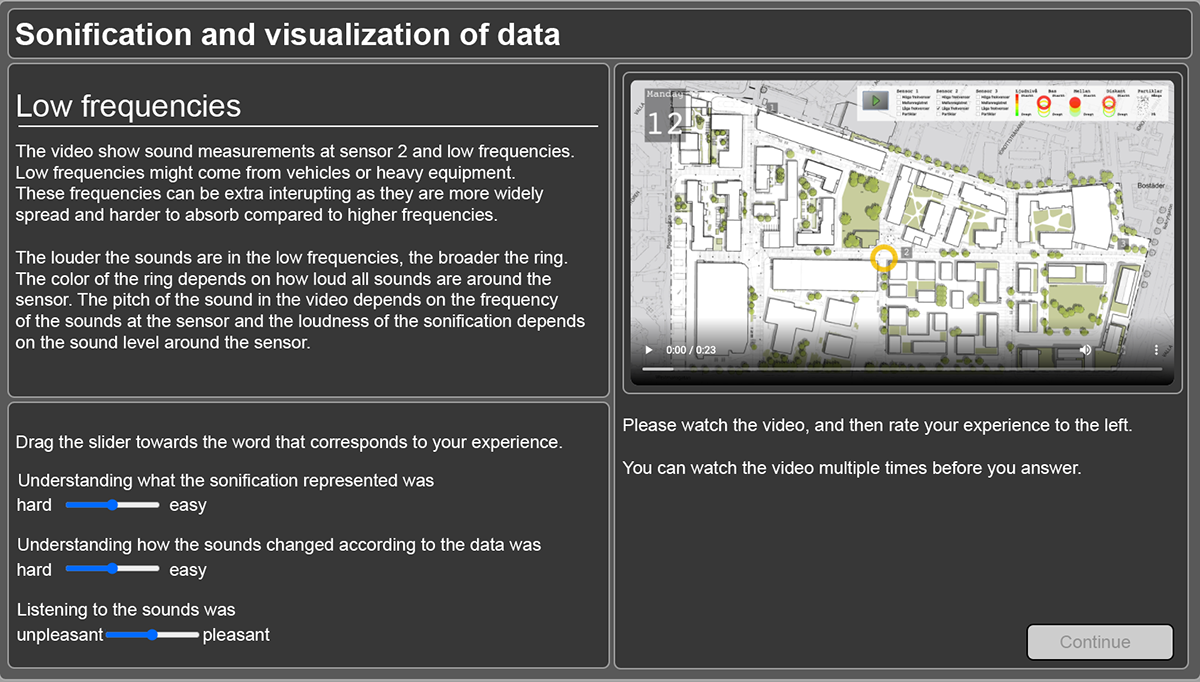 Sonification and visualization of data
Low frequencies
The video show sound measurements at sensor 2 and low frequencies.
Low frequencies might come from vehicles or heavy equipment.
These frequencies can be extra interupting as they are more widely
spread and harder to absorb compared to higher frequencies.
The louder the sounds are in the low frequencies, the broader the ring.
The color of the ring depends on how loud all sounds are around the
sensor. The pitch of the sound in the video depends on the frequency
of the sounds at the sensor and the loudness of the sonification depends
on the sound level around the sensor.
Drag the slider towards the word that corresponds to your experience.
Understanding what the sonification represented was
hard easy
Understanding how the sounds changed according to the data was
hard easy
Listening to the sounds was
unpleasant pleasant
Manday
12
1
Sensor 1 Sensor 2 Sensor 3 Ljudnivå Bas Mellan Diskant Partiklar
Bostäder
2
3
0:00 / 0:23
Please watch the video, and then rate your experience to the left.
You can watch the video multiple times before you answer.
Continue